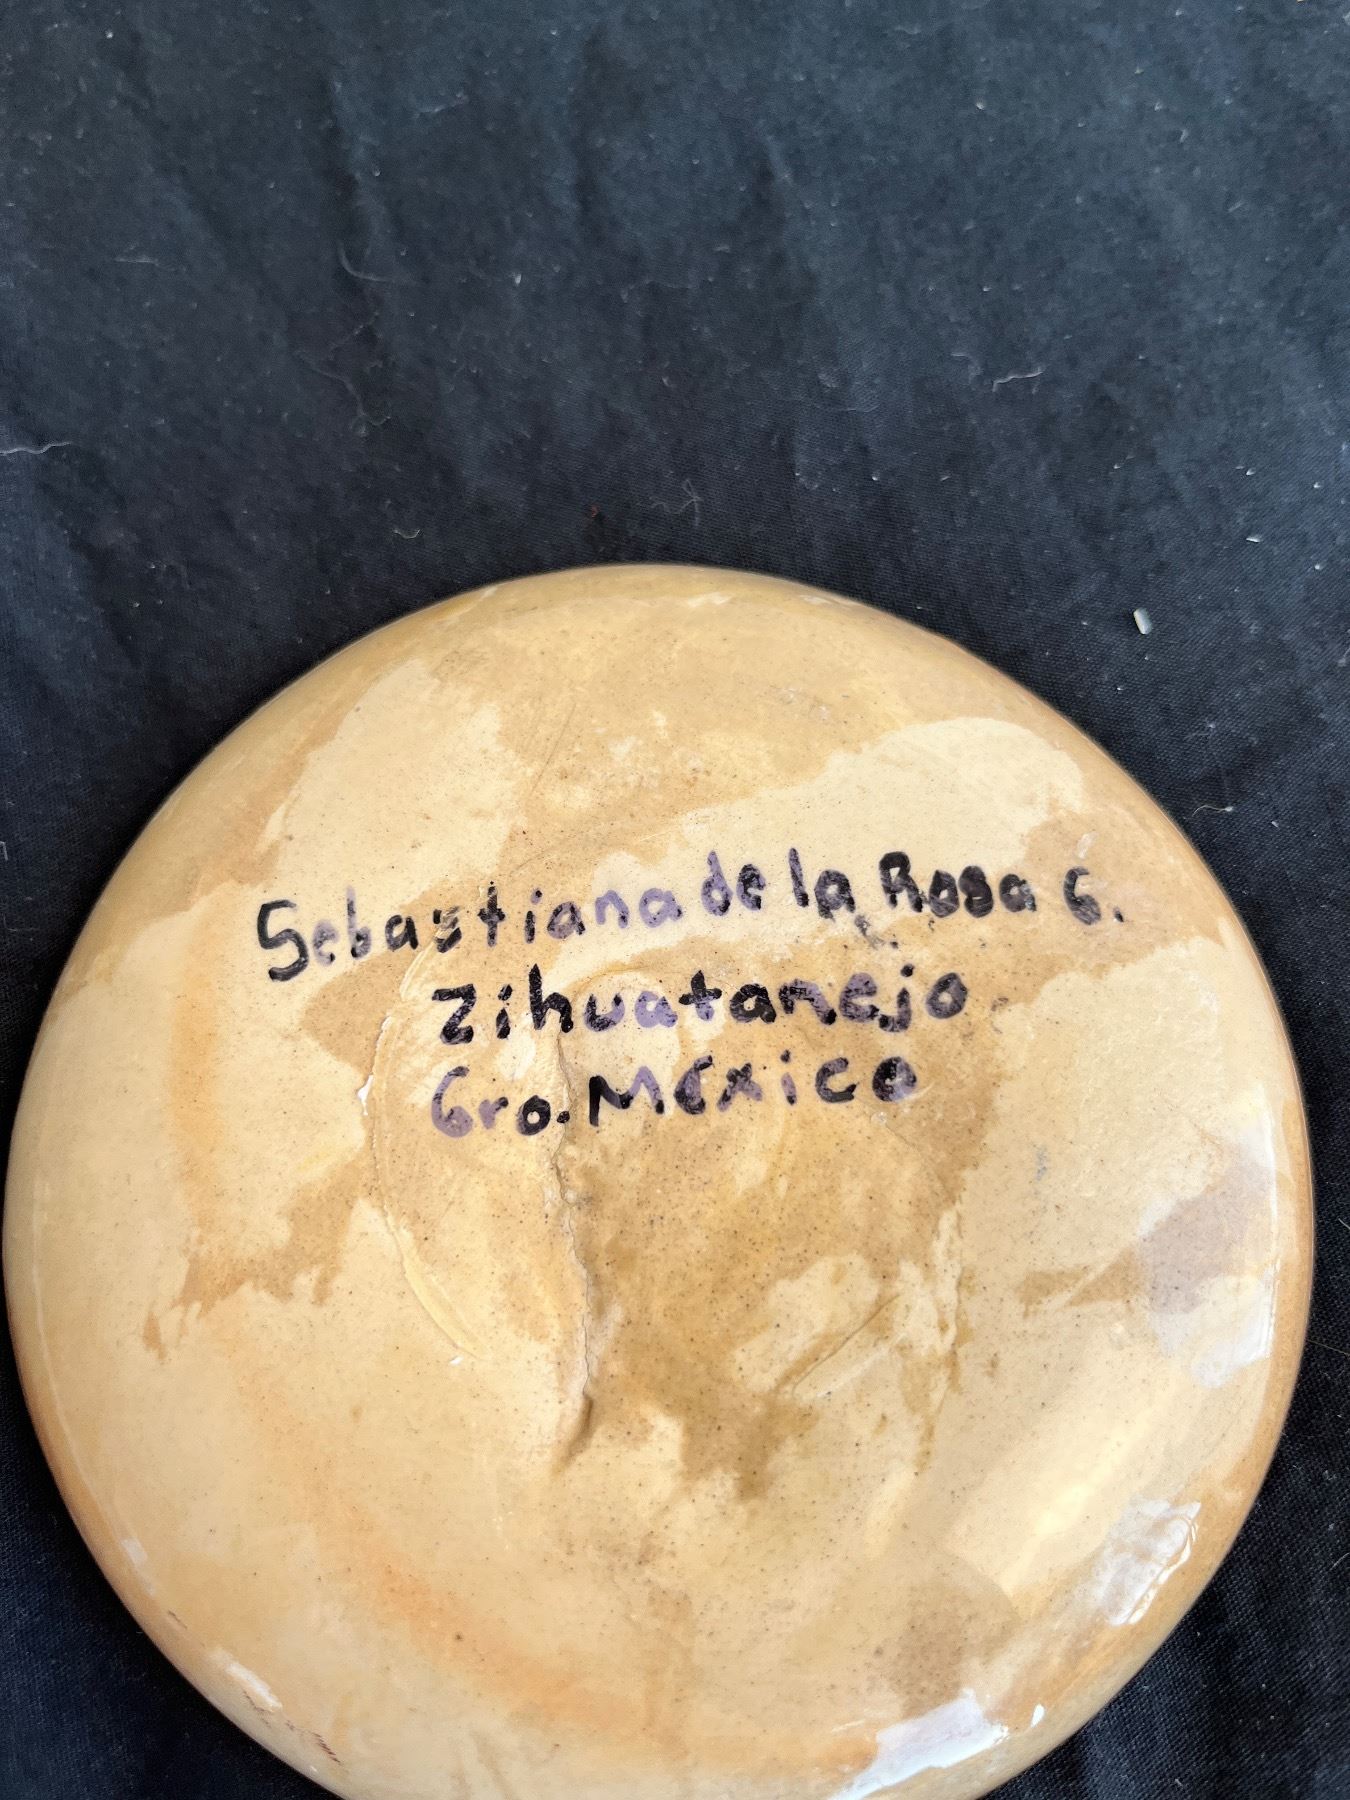 Sebastiana de la Rosa G.
Zihuatanejo
Gro. México